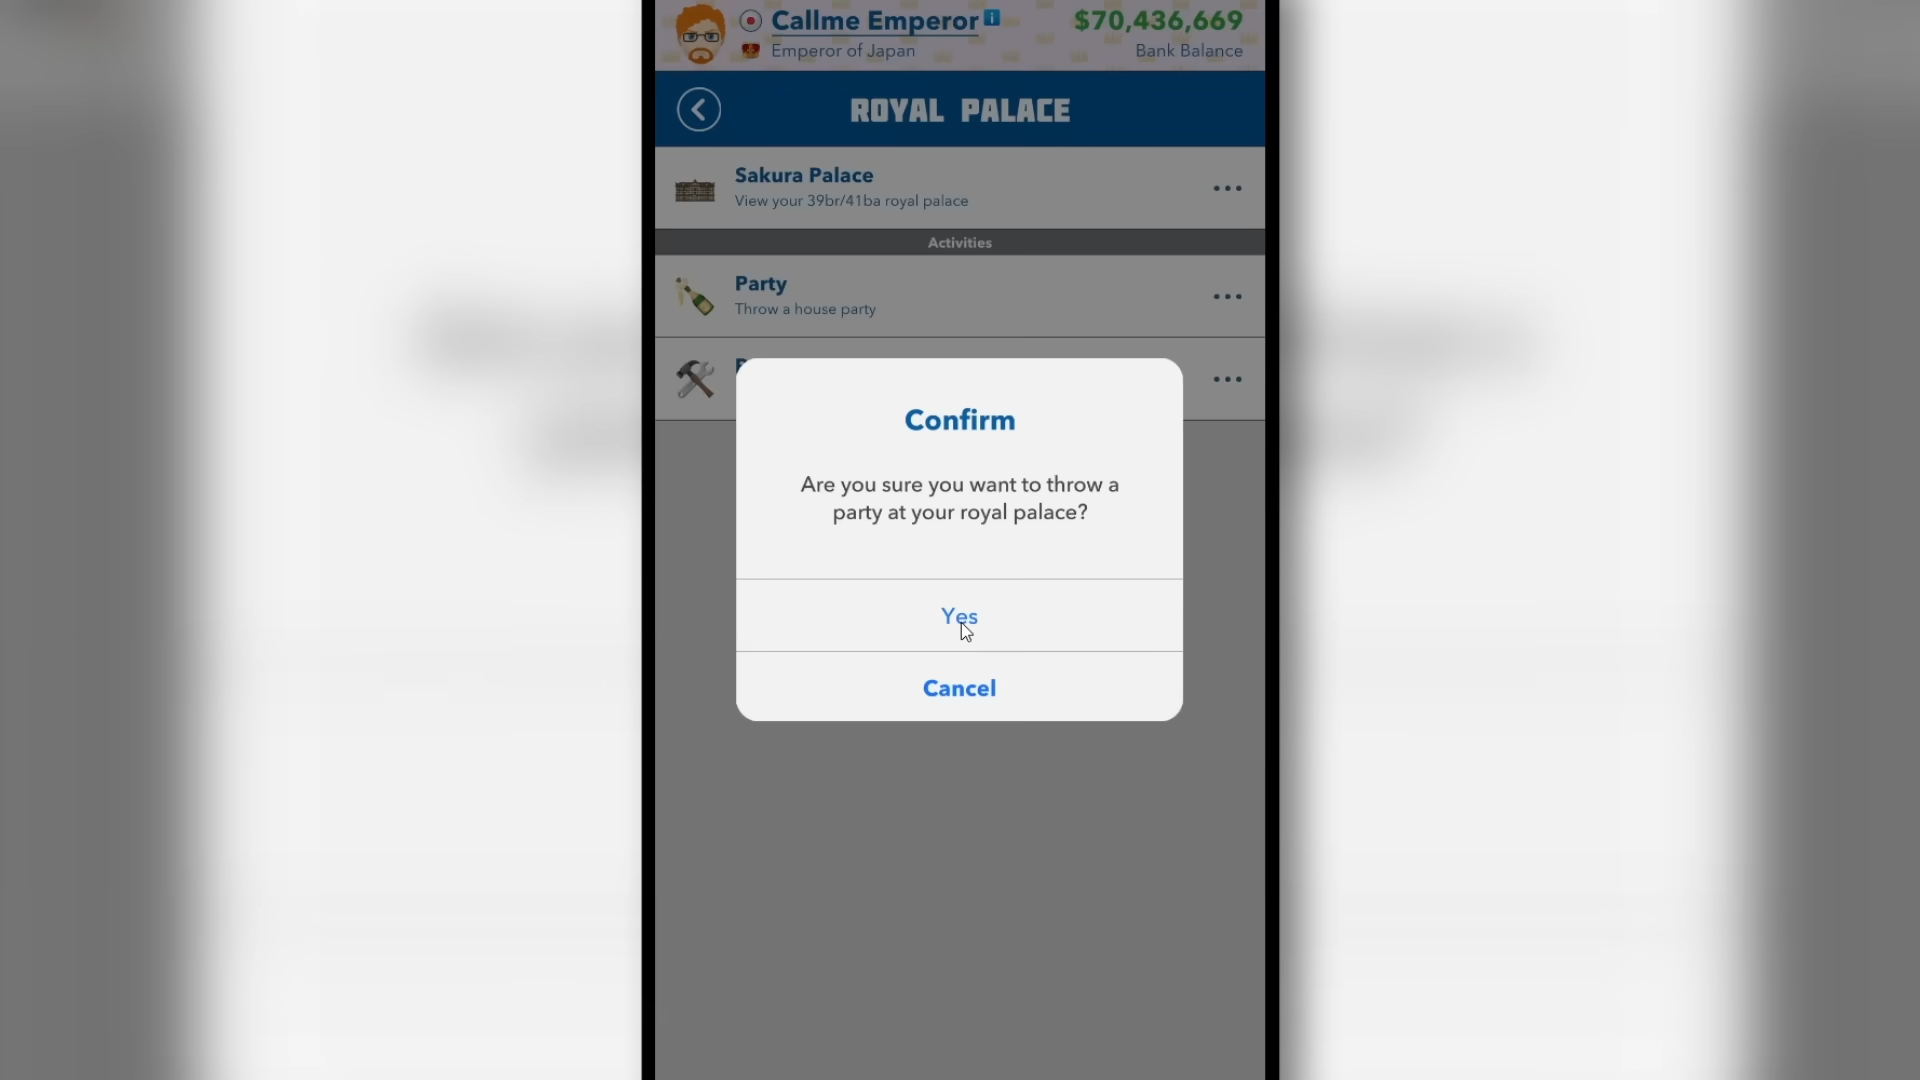 Callme Emperor i
$70,436,669
Emperor of Japan
Bank Balance
ROYAL PALACE
Sakura Palace
View your 39br/41ba royal palace
Activities
Party
Throw a house party
Confirm
Are you sure you want to throw a
party at your royal palace?
Yes
Cancel